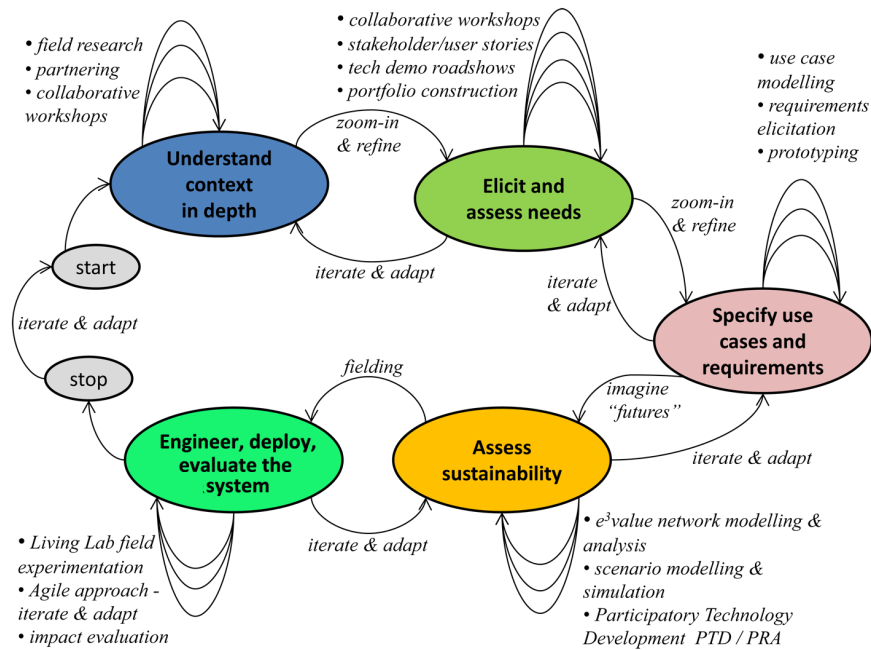 • field research
• partnering
• collaborative
workshops
• collaborative workshops
• stakeholder/user stories
• tech demo roadshows
• portfolio construction
• use case
modelling
• requirements
elicitation
• prototyping
zoom-in
& refine
Understand
context
in depth
Elicit and
assess needs
zoom-in
& refine
iterate & adapt
start
iterate
& adapt
iterate & adapt
Specify use
cases and
requirements
stop
fielding
imagine
“futures”
Engineer, deploy,
evaluate the
.system
Assess
sustainability
iterate & adapt
iterate & adapt
• Living Lab field
experimentation
• Agile approach -
iterate & adapt
• impact evaluation
• e³value network modelling &
analysis
• scenario modelling &
simulation
• Participatory Technology
Development PTD / PRA